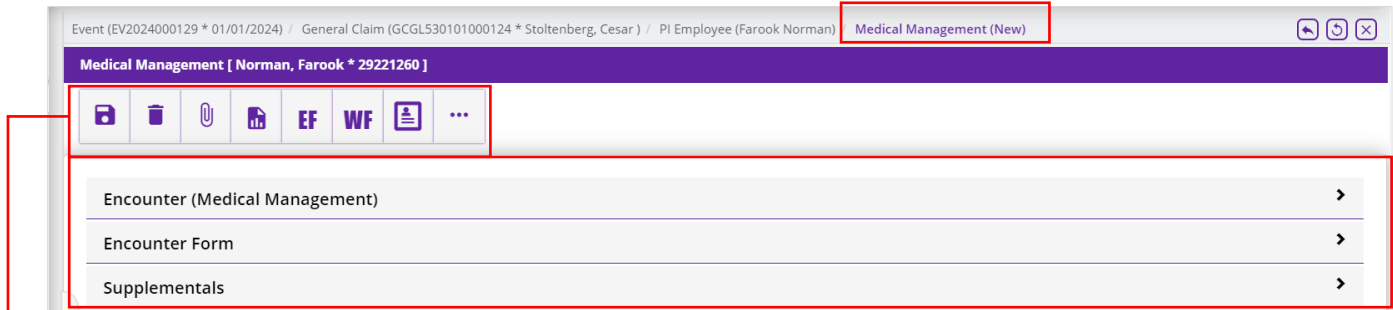 Event (EV2024000129 * 01/01/2024) / General Claim (GCGL530101000124 * Stoltenberg, Cesar ) / PI Employee (Farook Norman) / Medical Management (New)
Medical Management [ Norman, Farook * 29221260 ]
EF WF ...
Encounter (Medical Management)
Encounter Form
Supplementals